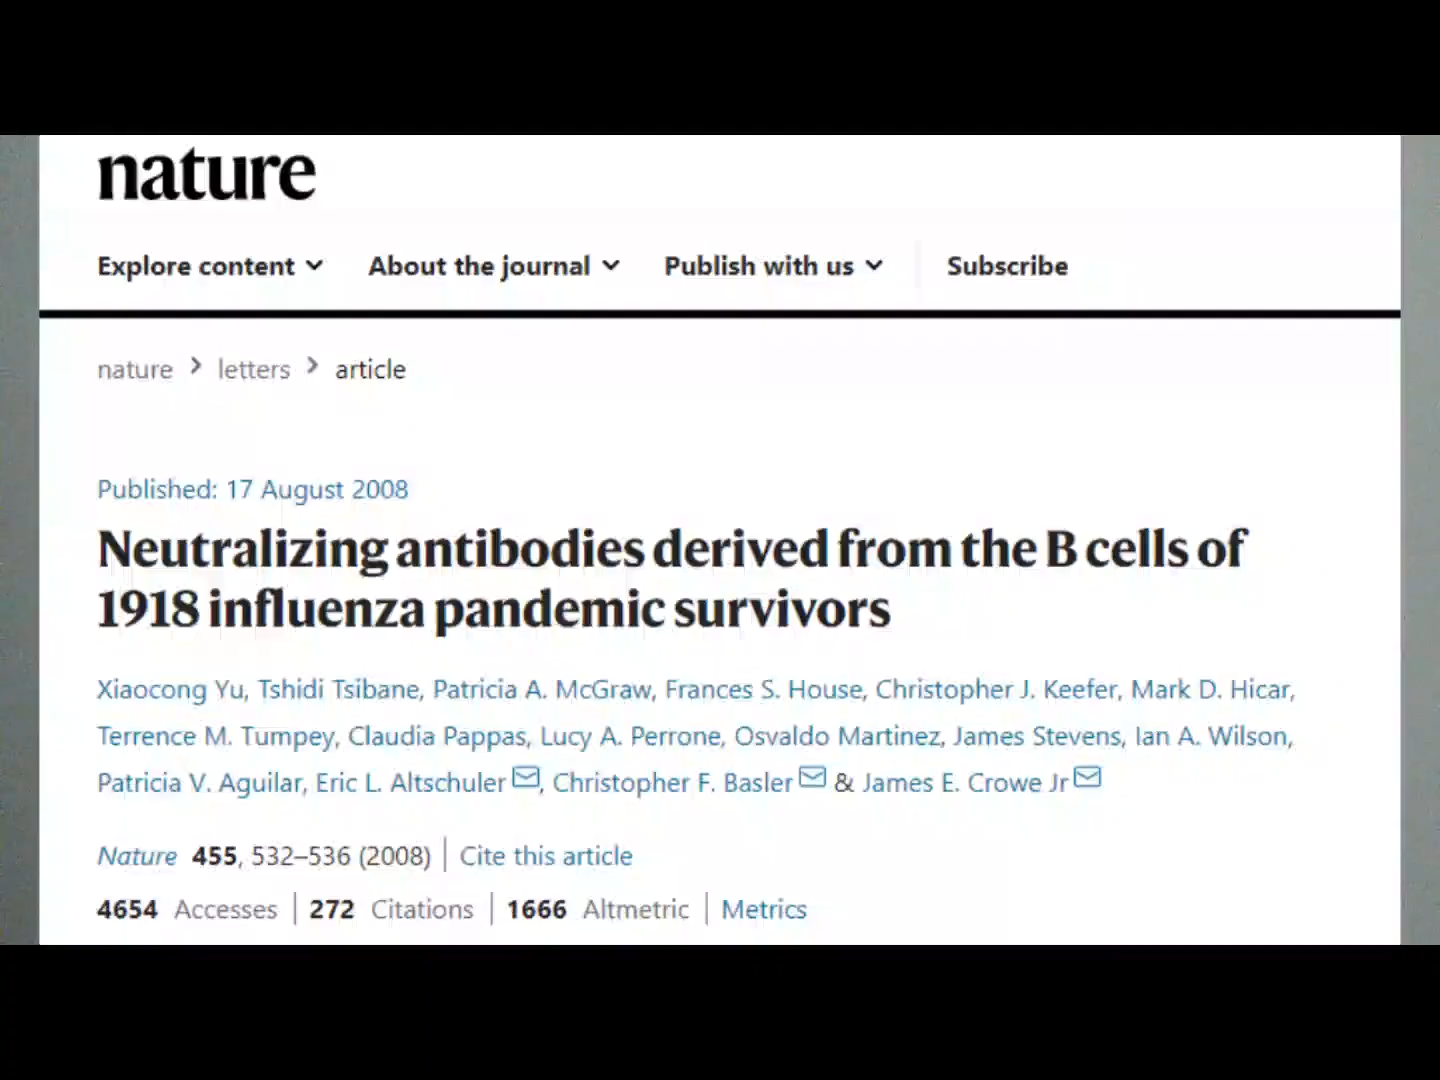 nature
Explore content About the journal Publish with us Subscribe
nature > letters > article
Published: 17 August 2008
Neutralizing antibodies derived from the B cells of
1918 influenza pandemic survivors
Xiaocong Yu, Tshidi Tsibane, Patricia A. McGraw, Frances S. House, Christopher J. Keefer, Mark D. Hicar,
Terrence M. Tumpey, Claudia Pappas, Lucy A. Perrone, Osvaldo Martinez, James Stevens, Ian A. Wilson,
Patricia V. Aguilar, Eric L. Altschuler, Christopher F. Basler & James E. Crowe Jr
Nature 455, 532–536 (2008) | Cite this article
4654 Accesses | 272 Citations | 1666 Altmetric | Metrics